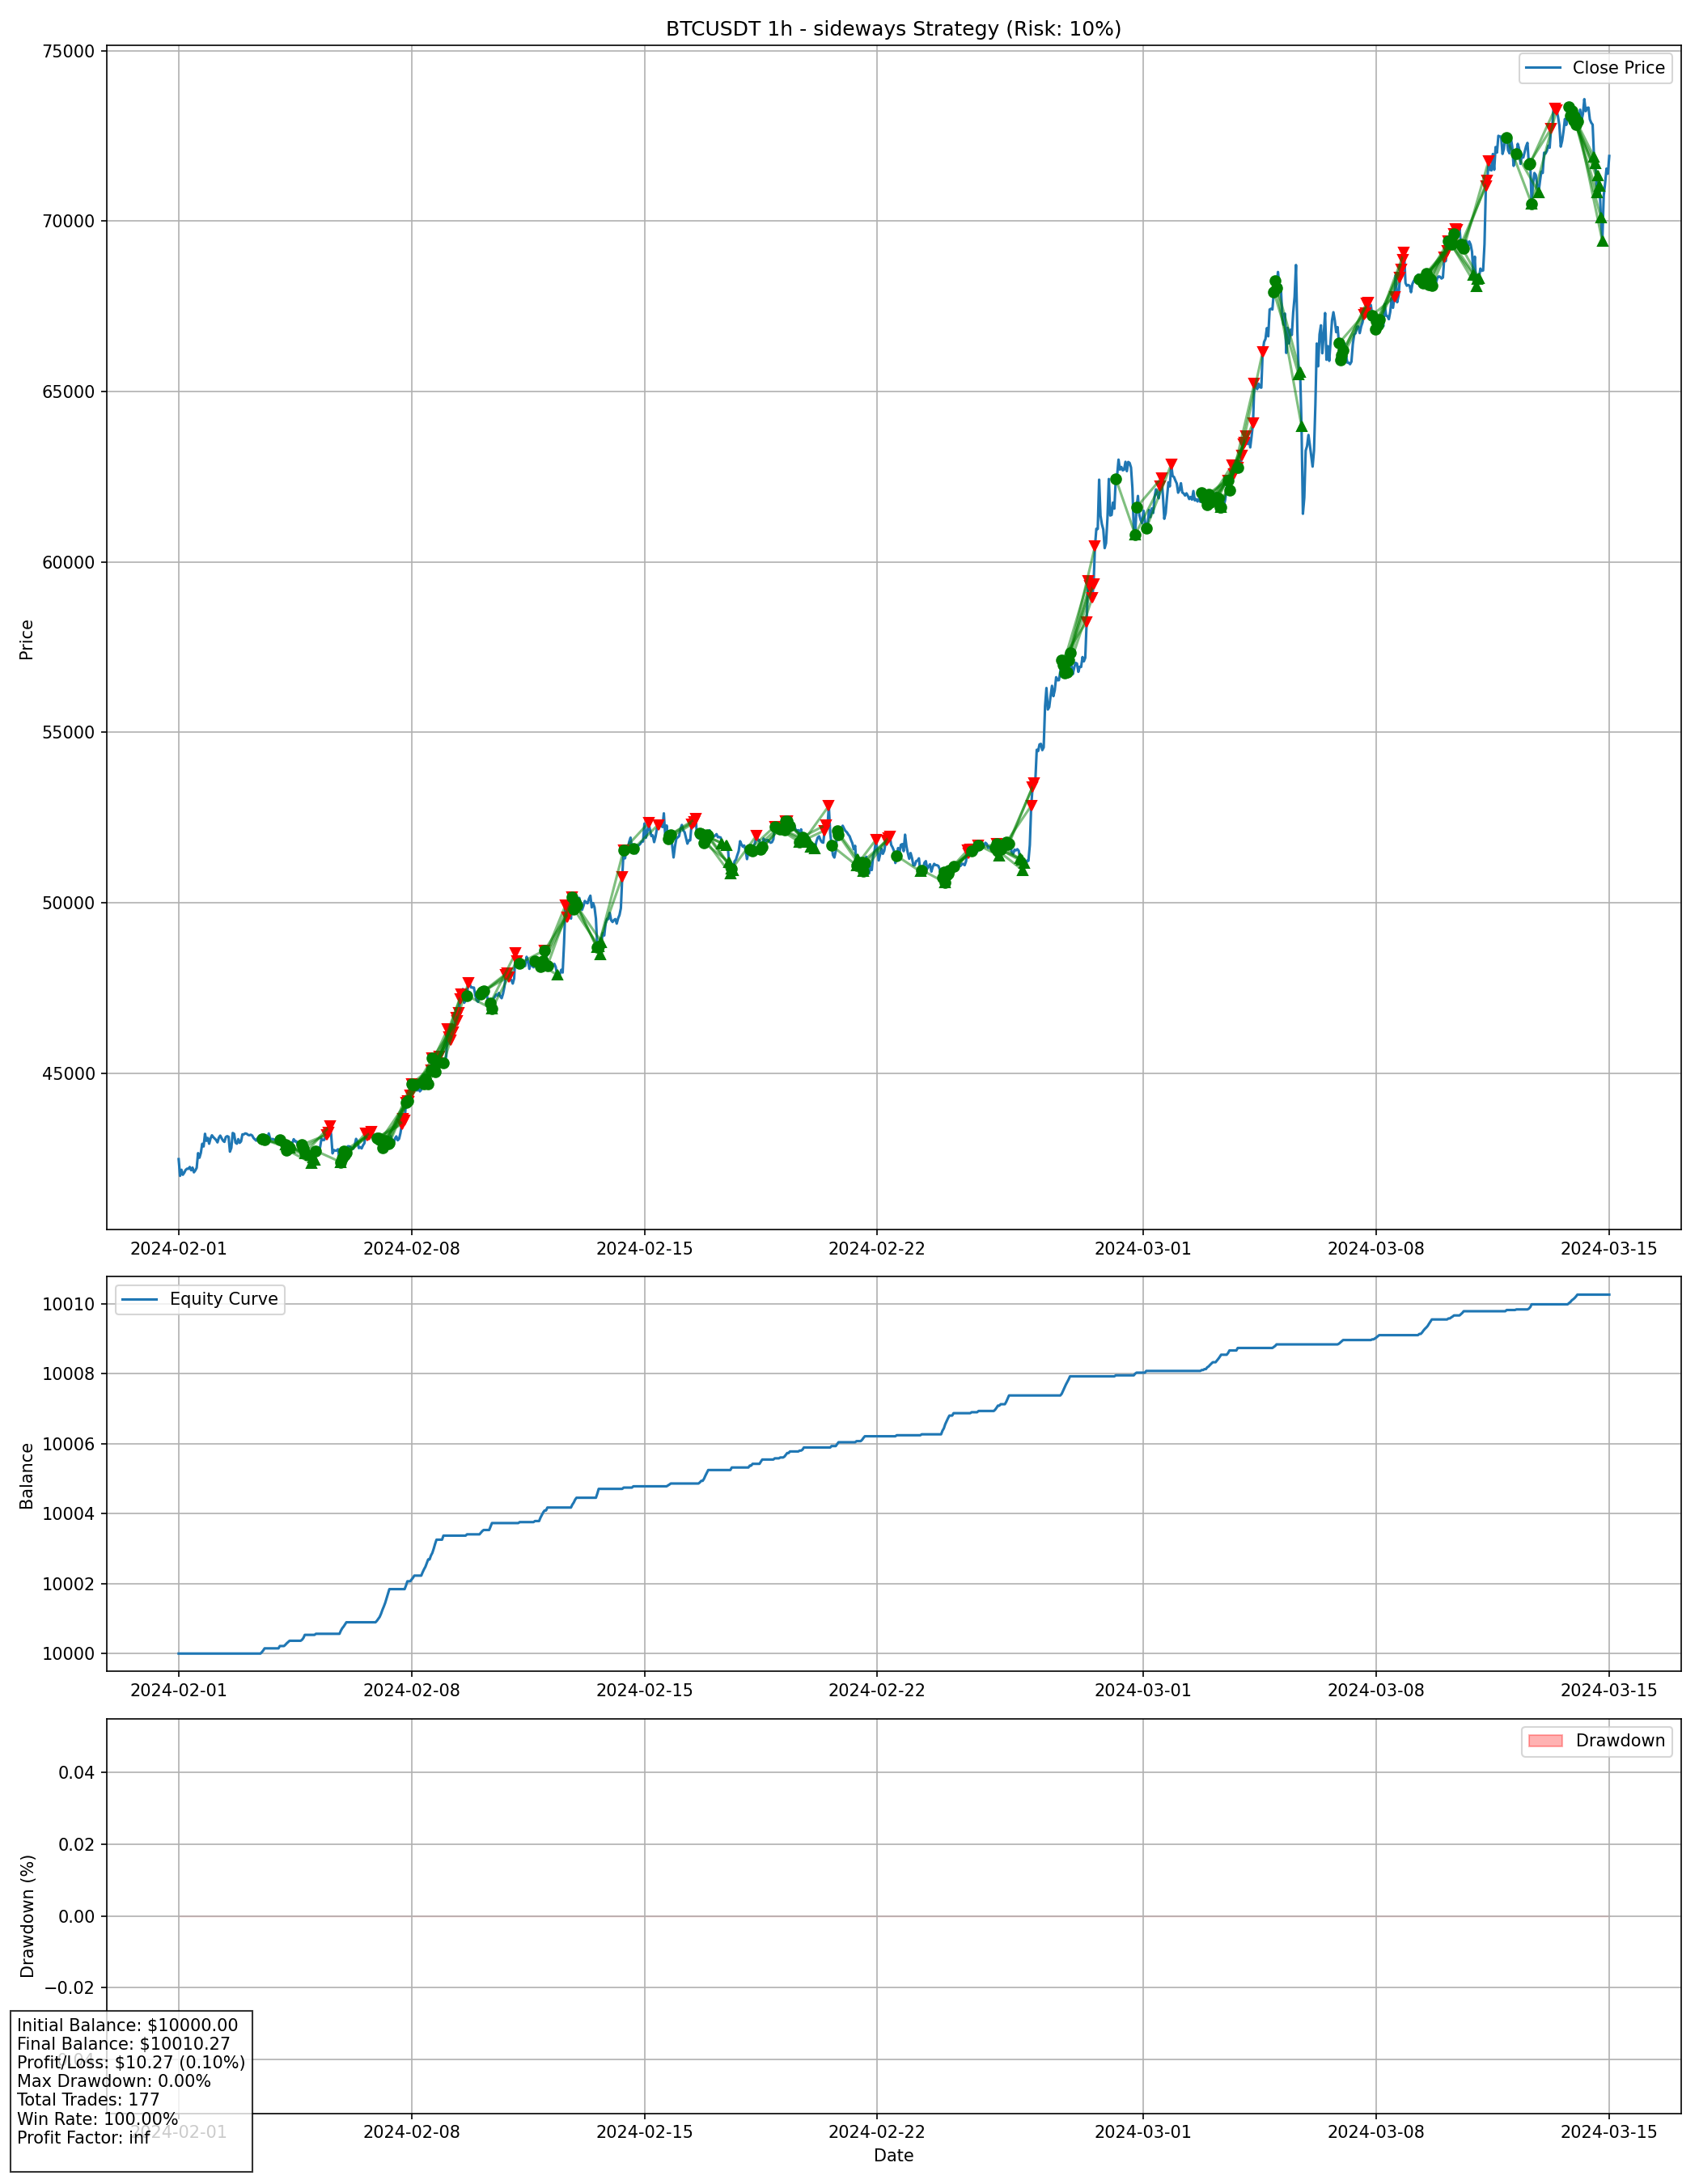 BTCUSDT 1h - sideways Strategy (Risk: 10%)
75000
70000
65000
60000
55000
50000
45000
Price
Close Price
2024-02-01
2024-02-08
2024-02-15
2024-02-22
2024-03-01
2024-03-08
2024-03-15
Equity Curve
10010
10008
10006
10004
10002
10000
Balance
2024-02-01
2024-02-08
2024-02-15
2024-02-22
2024-03-01
2024-03-08
2024-03-15
Drawdown
0.04
0.02
0.00
−0.02
−0.04
Drawdown (%)
Initial Balance: $10000.00
Final Balance: $10010.27
Profit/Loss: $10.27 (0.10%)
Max Drawdown: 0.00%
Total Trades: 177
Win Rate: 100.00%
Profit Factor: inf
2024-02-01
2024-02-08
2024-02-15
2024-02-22
2024-03-01
2024-03-08
2024-03-15
Date